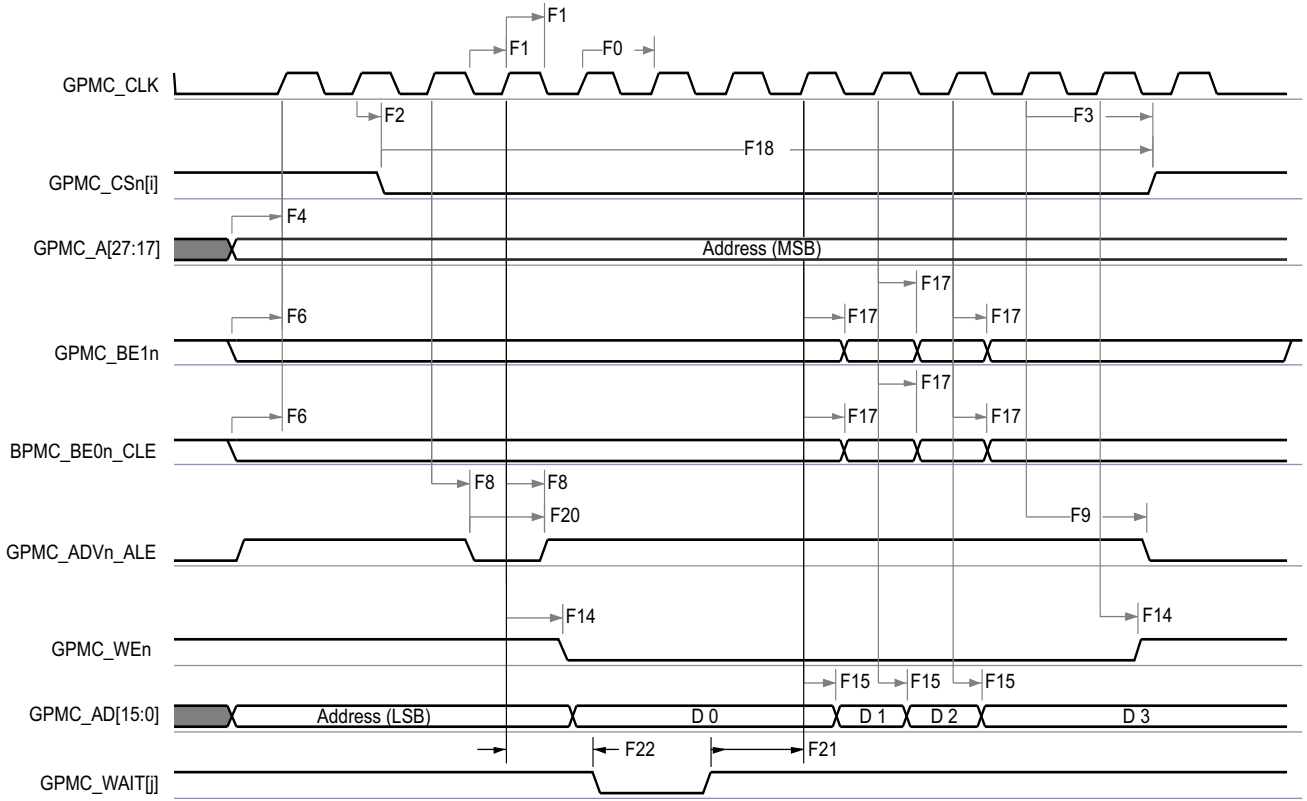 F1
F1
F0
GPMC_CLK
F2
F3
F18
GPMC_CSn[i]
F4
GPMC_A[27:17]
Address (MSB)
F17
F6
F17
F17
GPMC_BE1n
F17
F6
F17
F17
BPMC_BE0n_CLE
F8
F8
F20
F9
GPMC_ADVn_ALE
F14
F14
GPMC_WEn
F15
F15
F15
GPMC_AD[15:0]
Address (LSB)
D 0
D 1
D 2
D 3
F22
F21
GPMC_WAIT[j]